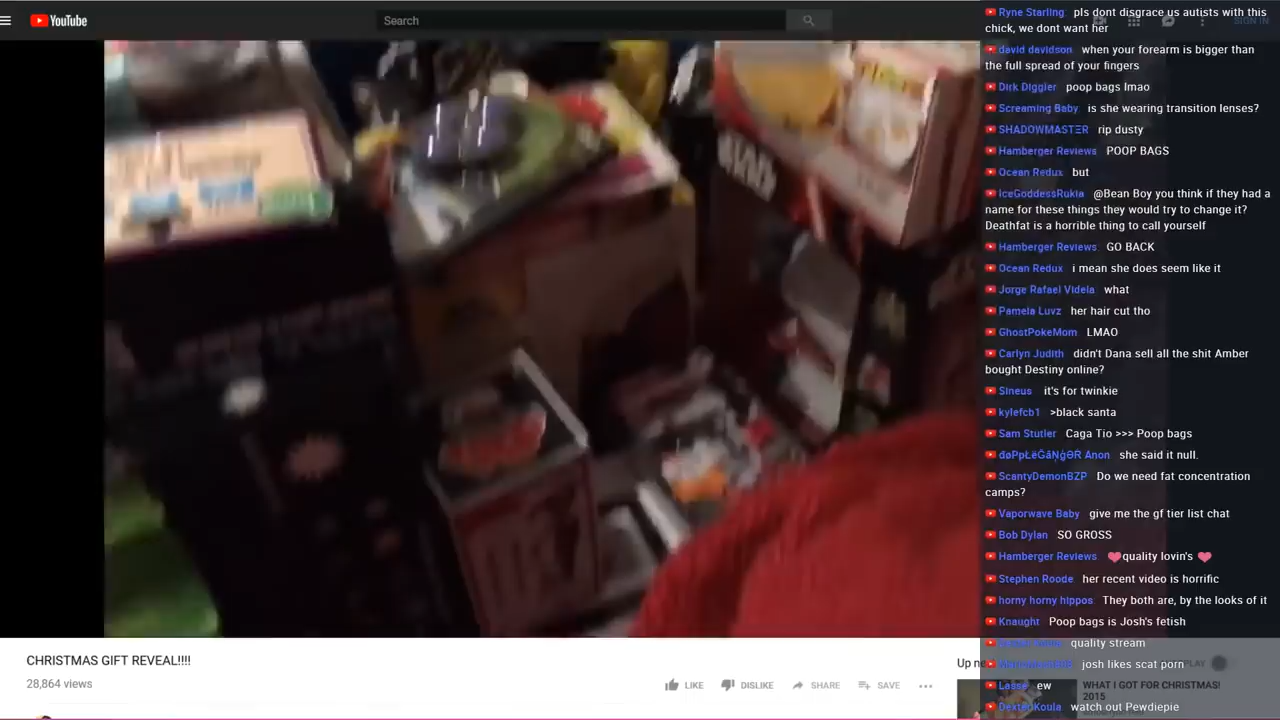 YouTube
Search
SIGN IN
Ryne Starling: pls dont disgrace us autists with this
chick, we dont want her
david davidson when your forearm is bigger than
the full spread of your fingers
Dirk Diggler poop bags lmao
Screaming Baby is she wearing transition lenses?
SHADOWMASTΞR rip dusty
Hamberger Reviews POOP BAGS
Ocean Redux but
IceGoddessRukia @Bean Boy you think if they had a
name for these things they would try to change it?
Deathfat is a horrible thing to call yourself
Hamberger Reviews GO BACK
Ocean Redux i mean she does seem like it
Jorge Rafael Videla what
Pamela Luvz her hair cut tho
GhostPokeMom LMAO
Carlyn Judith didn't Dana sell all the shit Amber
bought Destiny online?
Sineus it's for twinkie
kylefcb1 >black santa
Sam Stutler Caga Tio >>> Poop bags
Anon she said it null.
ScantyDemonBZP Do we need fat concentration
camps?
Vaporwave Baby give me the gf tier list chat
Bob Dylan SO GROSS
Hamberger Reviews ❤quality lovin's ❤
Stephen Roode her recent video is horrific
horny horny hippos They both are, by the looks of it
Knaught Poop bags is Josh's fetish
quality stream
josh likes scat porn
Lasse ew
DexterKoula watch out Pewdiepie
STAR
CHRISTMAS GIFT REVEAL!!!!
28,864 views
LIKE
DISLIKE
SHARE
SAVE
Up
WHAT I GOT FOR CHRISTMAS!
2015